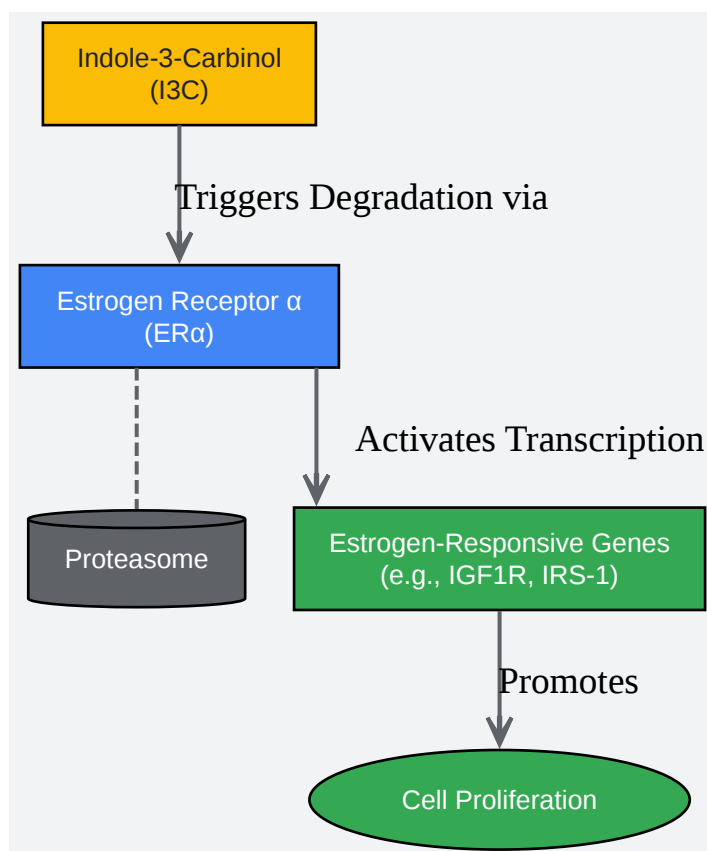 Indole-3-Carbinol
(I3C)
Triggers Degradation via
Estrogen Receptor α
(ERα)
Activates Transcription
Proteasome
Estrogen-Responsive Genes
(e.g., IGF1R, IRS-1)
Promotes
Cell Proliferation